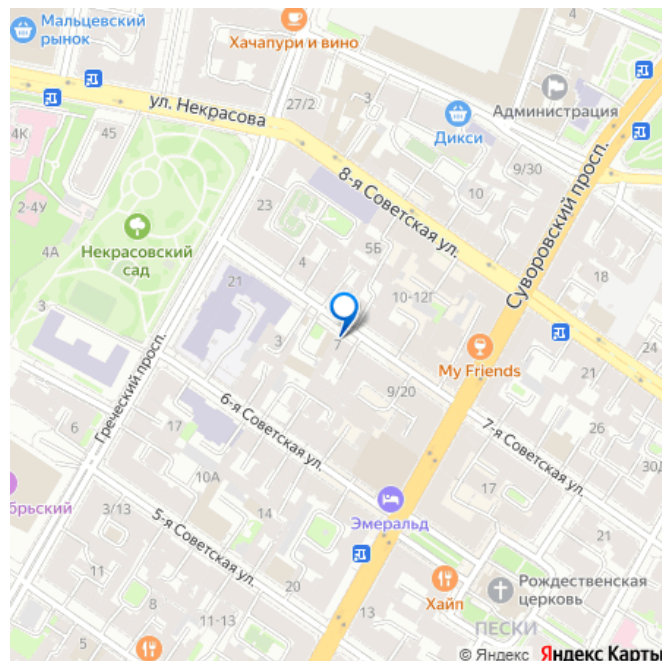 Мальцевский
рынок
Хачапури и вино
ул. Некрасова
27/2
3
Администрация
Дикси
4К
45
9/30
Суворовский просп.
8-я Советская ул.
10
2-4У
23
Некрасовский
сад
4А
5Б
4
18
21
10-12Г
3
3
7
24
My Friends
Греческий просп.
9/20
21
6
17
6-я Советская ул.
7-я Советская ул.
26
30Д
10А
17
брьский
3/13
14
Эмеральд
5-я Советская ул.
21
11
20
Рождественская
церковь
8
Хайп
13
11-13
5
ПЕСКИ
© Яндекс Яндекс Карты